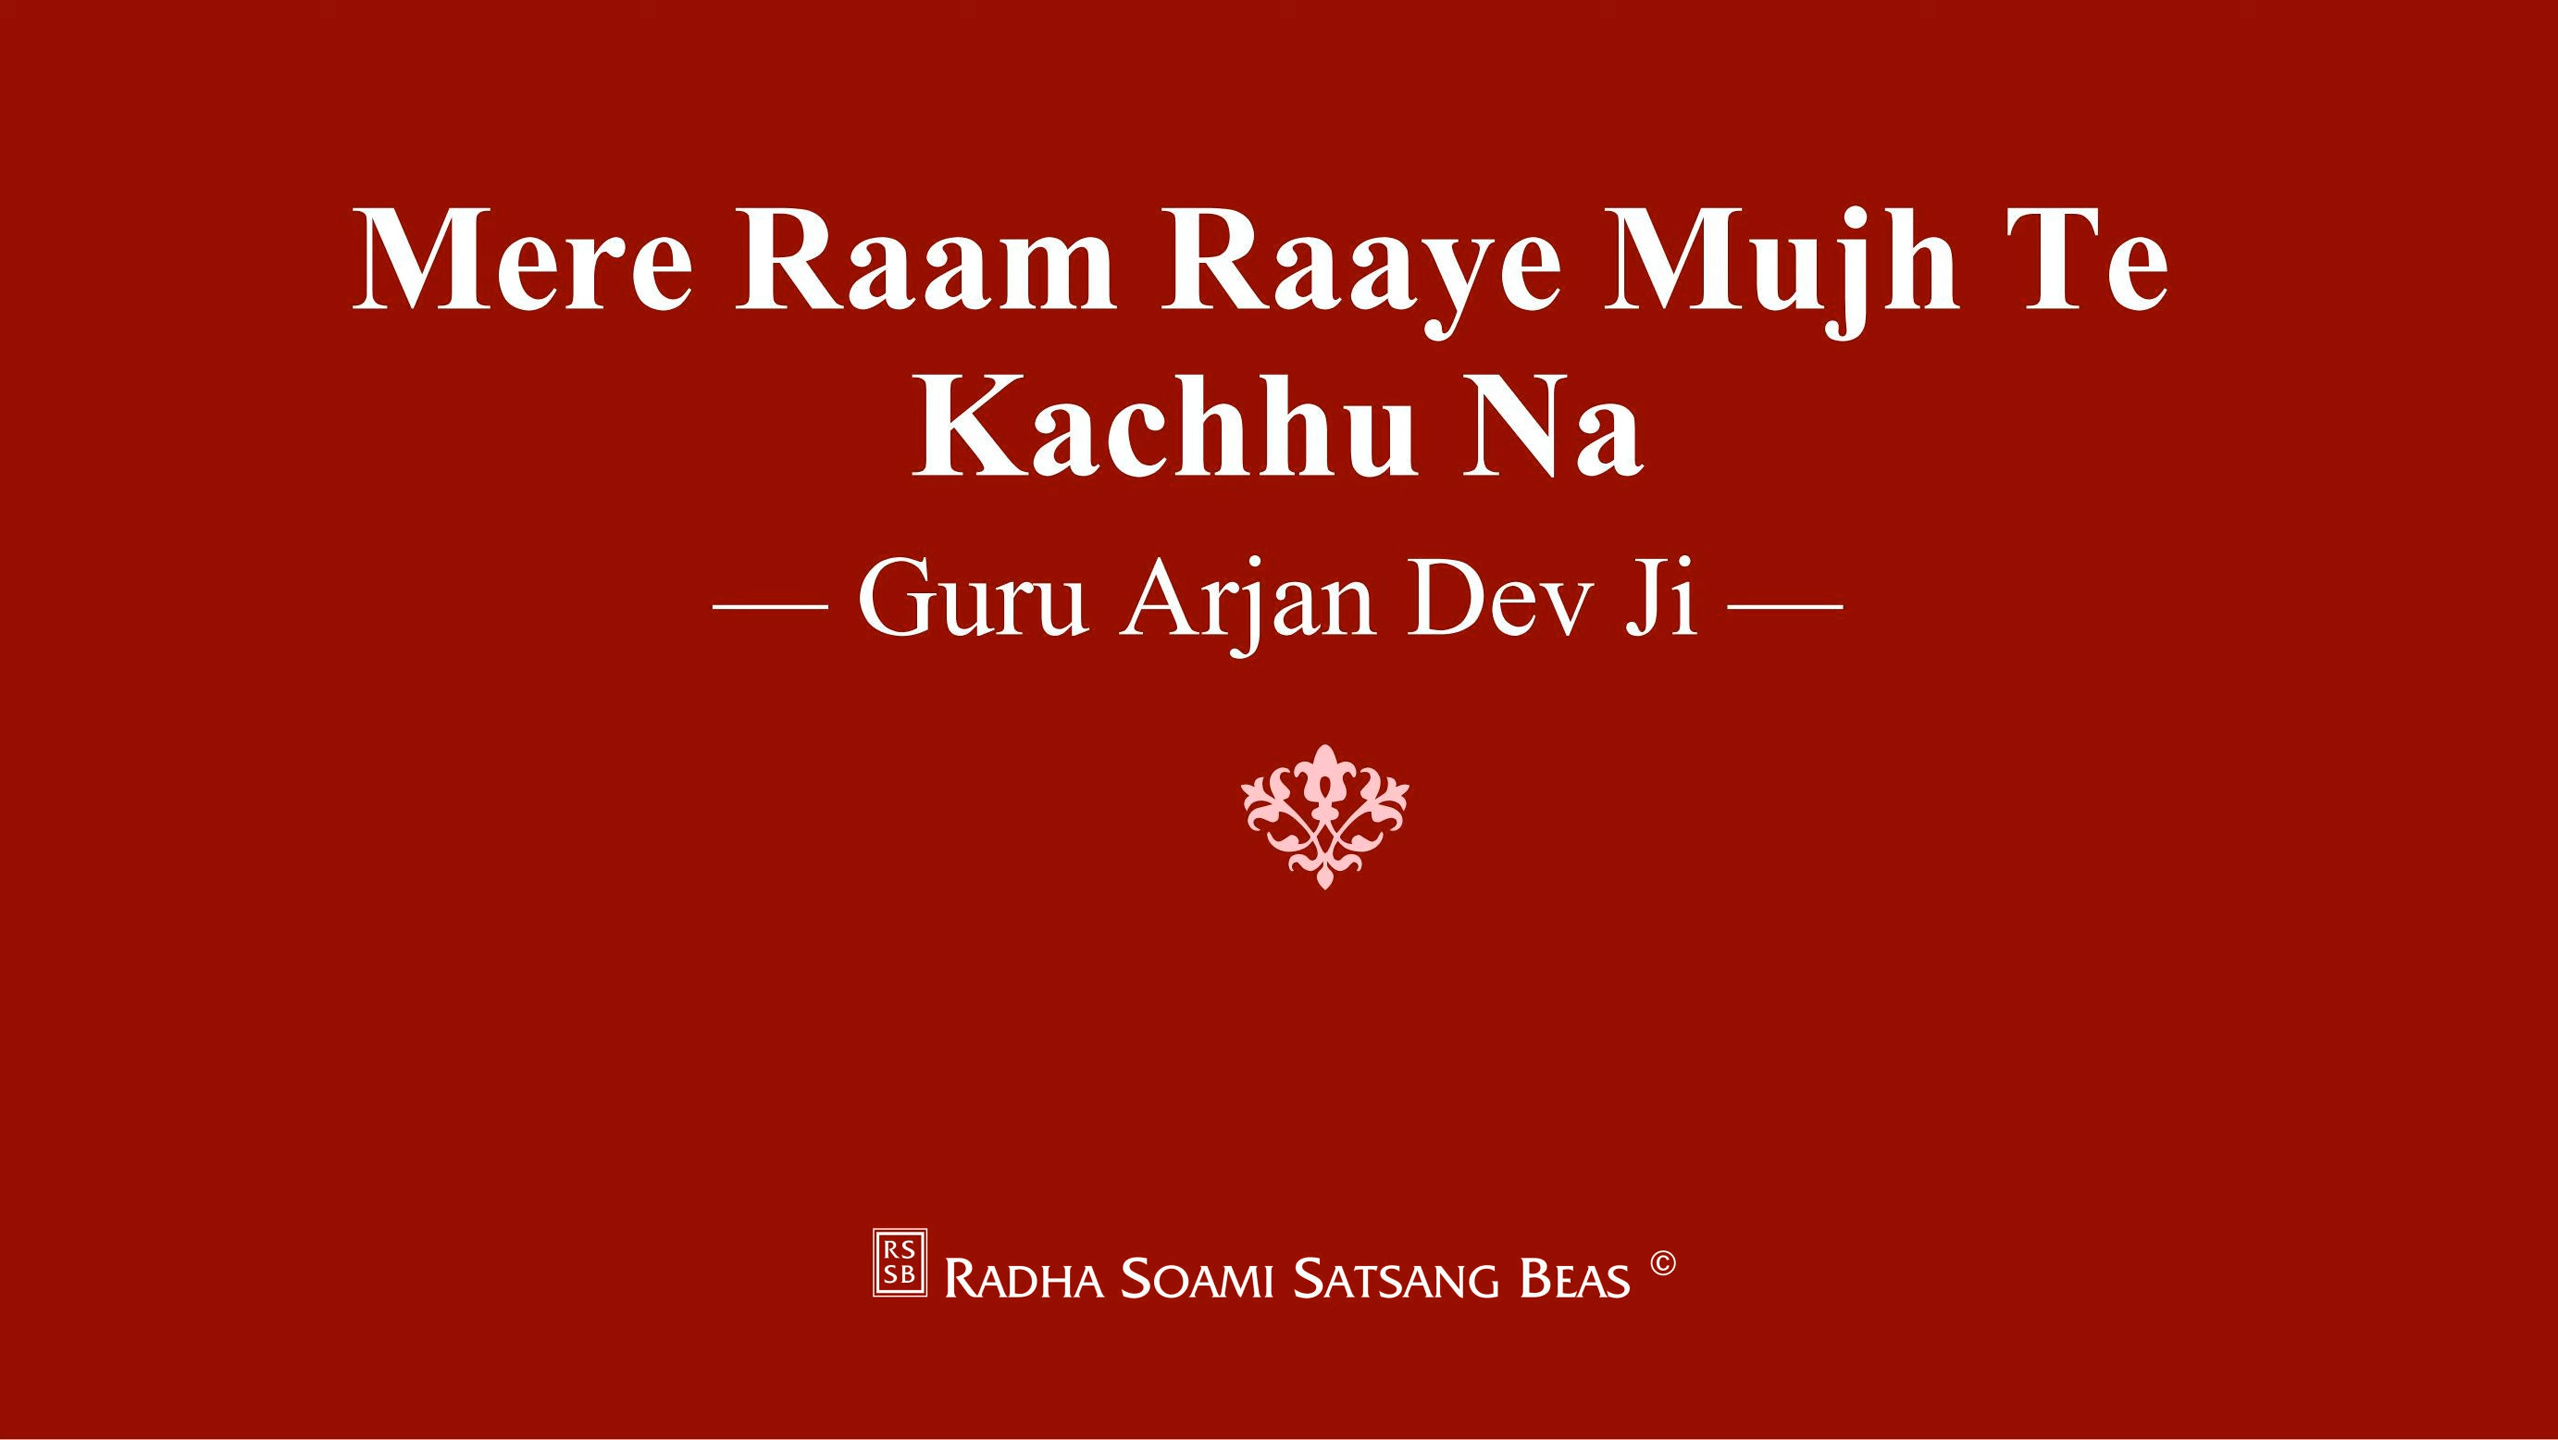 Mere Raam Raaye Mujh Te
Kachhu Na
— Guru Arjan Dev Ji —
RS
SB
RADHA SOAMI SATSANG BEAS ©